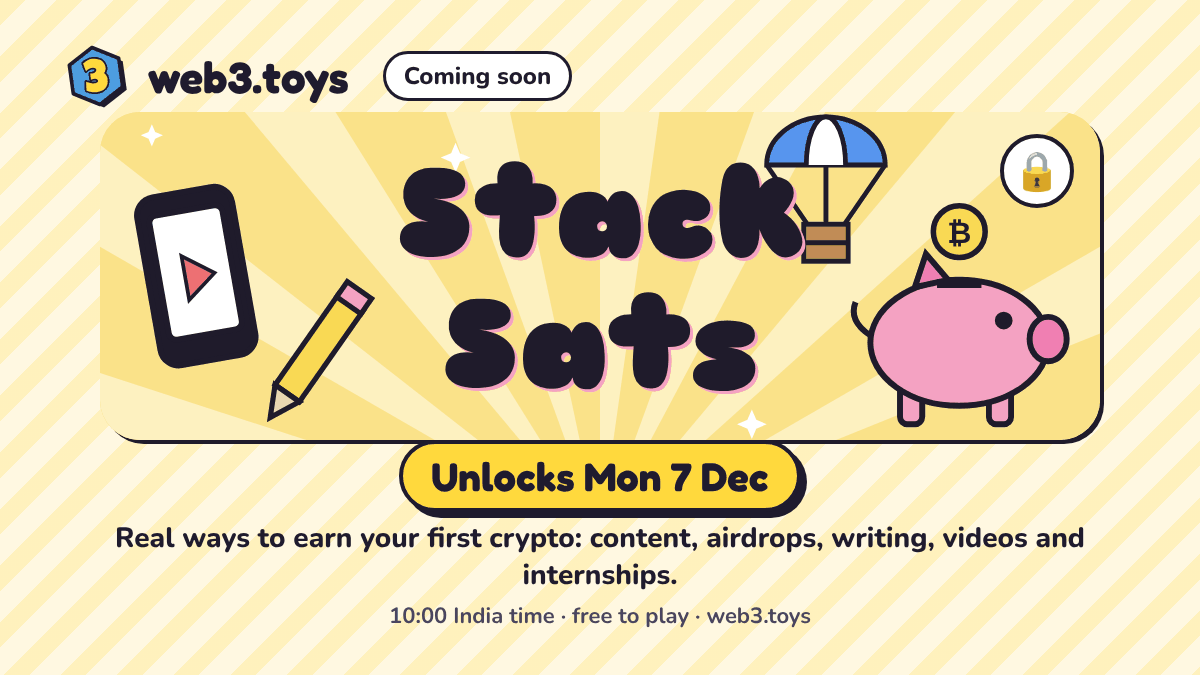 3 web3.toys Coming soon
Stack
Sats
₿
Unlocks Mon 7 Dec
Real ways to earn your first crypto: content, airdrops, writing, videos and
internships.
10:00 India time · free to play · web3.toys